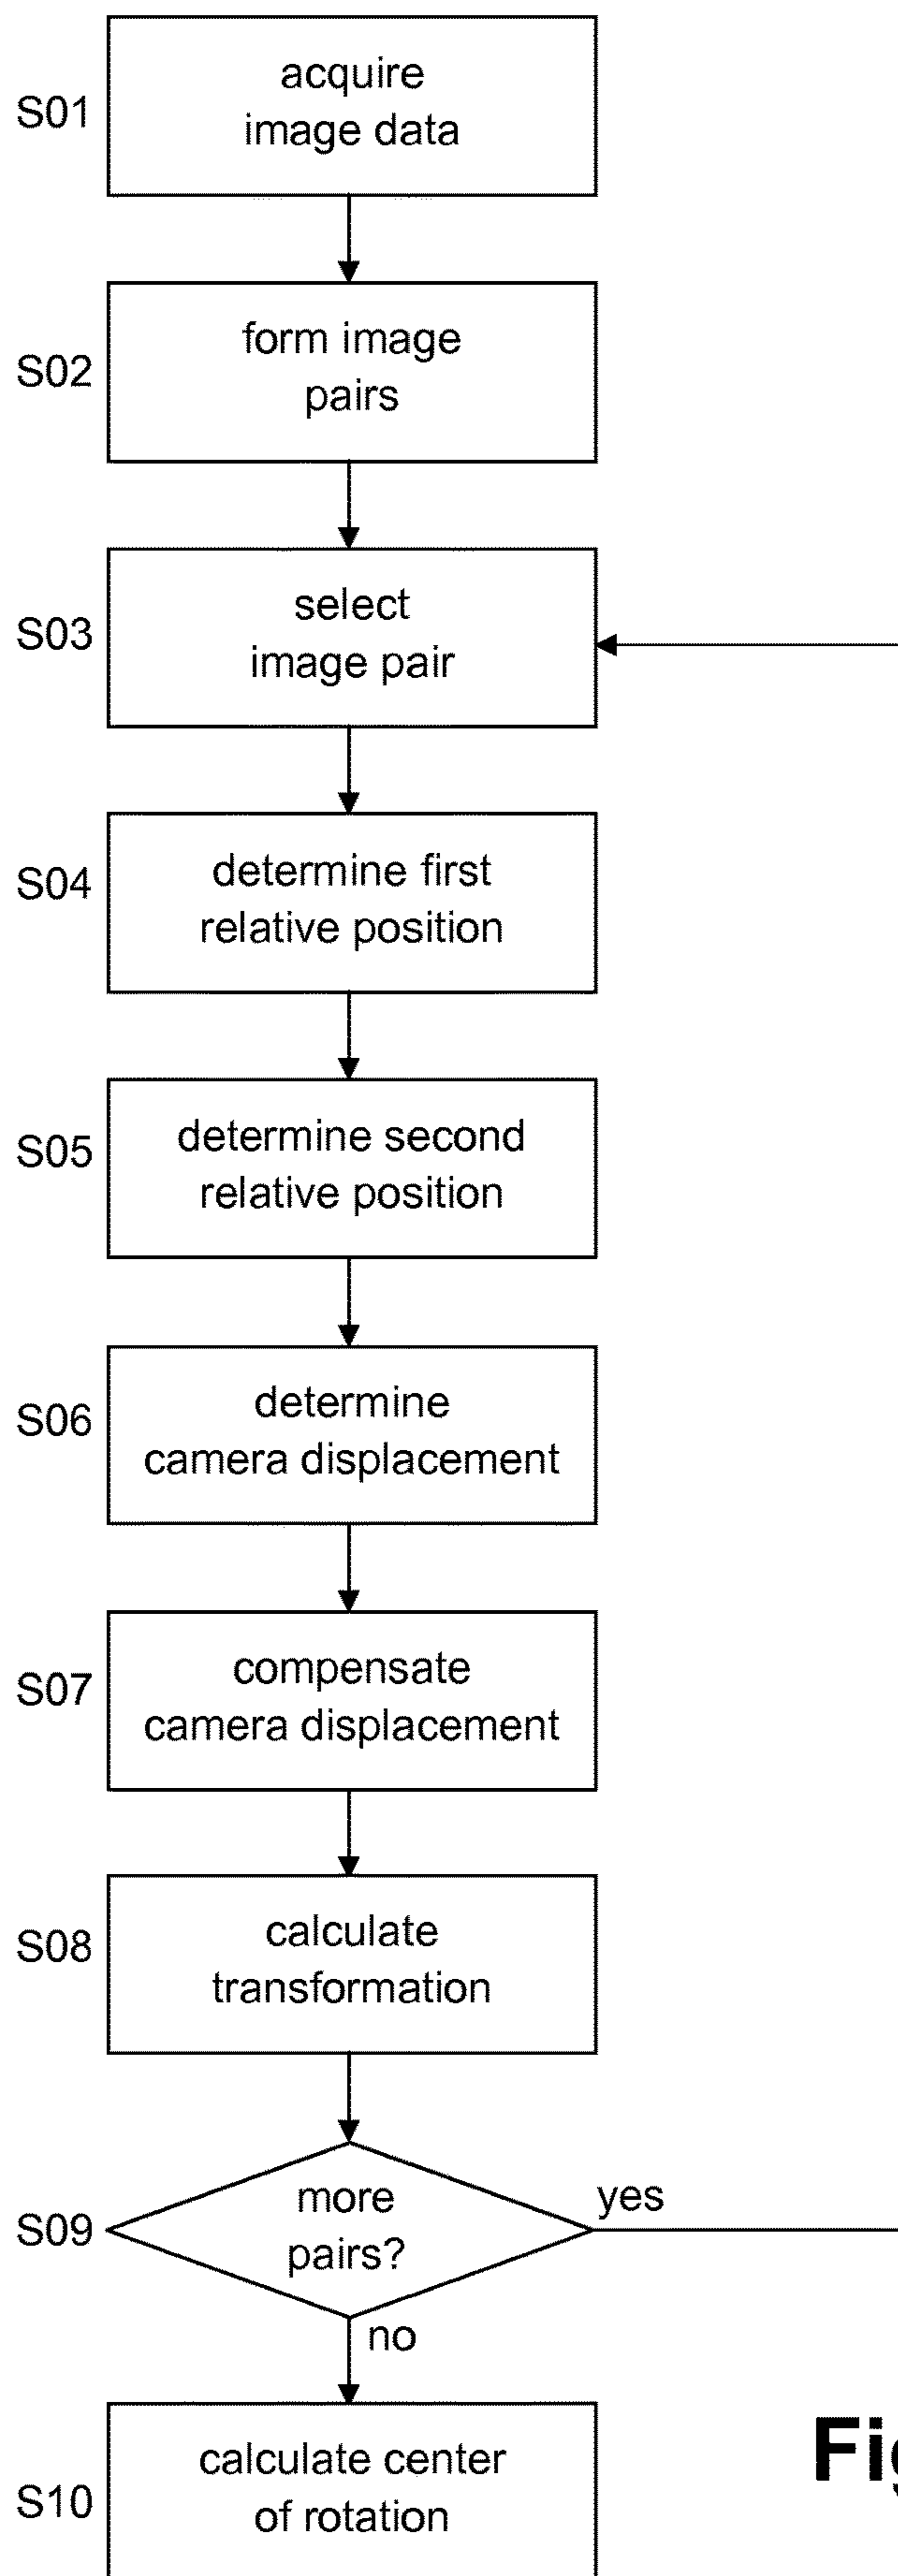 S01
acquire
image data
S02
form image
pairs
S03
select
image pair
S04
determine first
relative position
S05
determine second
relative position
S06
determine
camera displacement
S07
compensate
camera displacement
S08
calculate
transformation
S09
more
pairs?
yes
no
S10
calculate center
of rotation